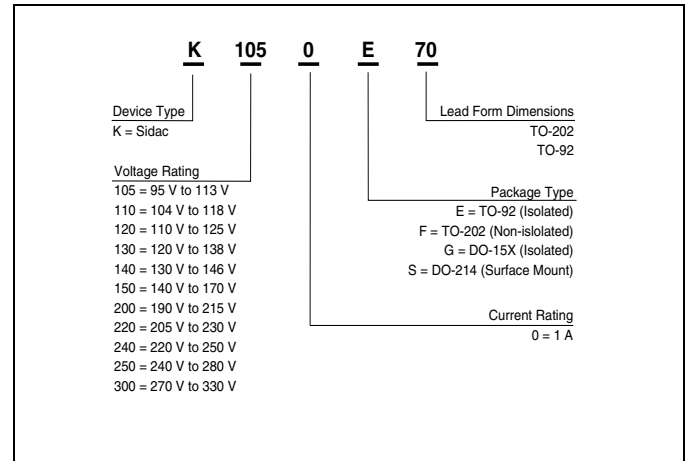 K 105 0 E 70
Device Type
K = Sidac
Voltage Rating
105 = 95 V to 113 V
110 = 104 V to 118 V
120 = 110 V to 125 V
130 = 120 V to 138 V
140 = 130 V to 146 V
150 = 140 V to 170 V
200 = 190 V to 215 V
220 = 205 V to 230 V
240 = 220 V to 250 V
250 = 240 V to 280 V
300 = 270 V to 330 V
Lead Form Dimensions
TO-202
TO-92
Package Type
E = TO-92 (Isolated)
F = TO-202 (Non-islolated)
G = DO-15X (Isolated)
S = DO-214 (Surface Mount)
Current Rating
0 = 1 A